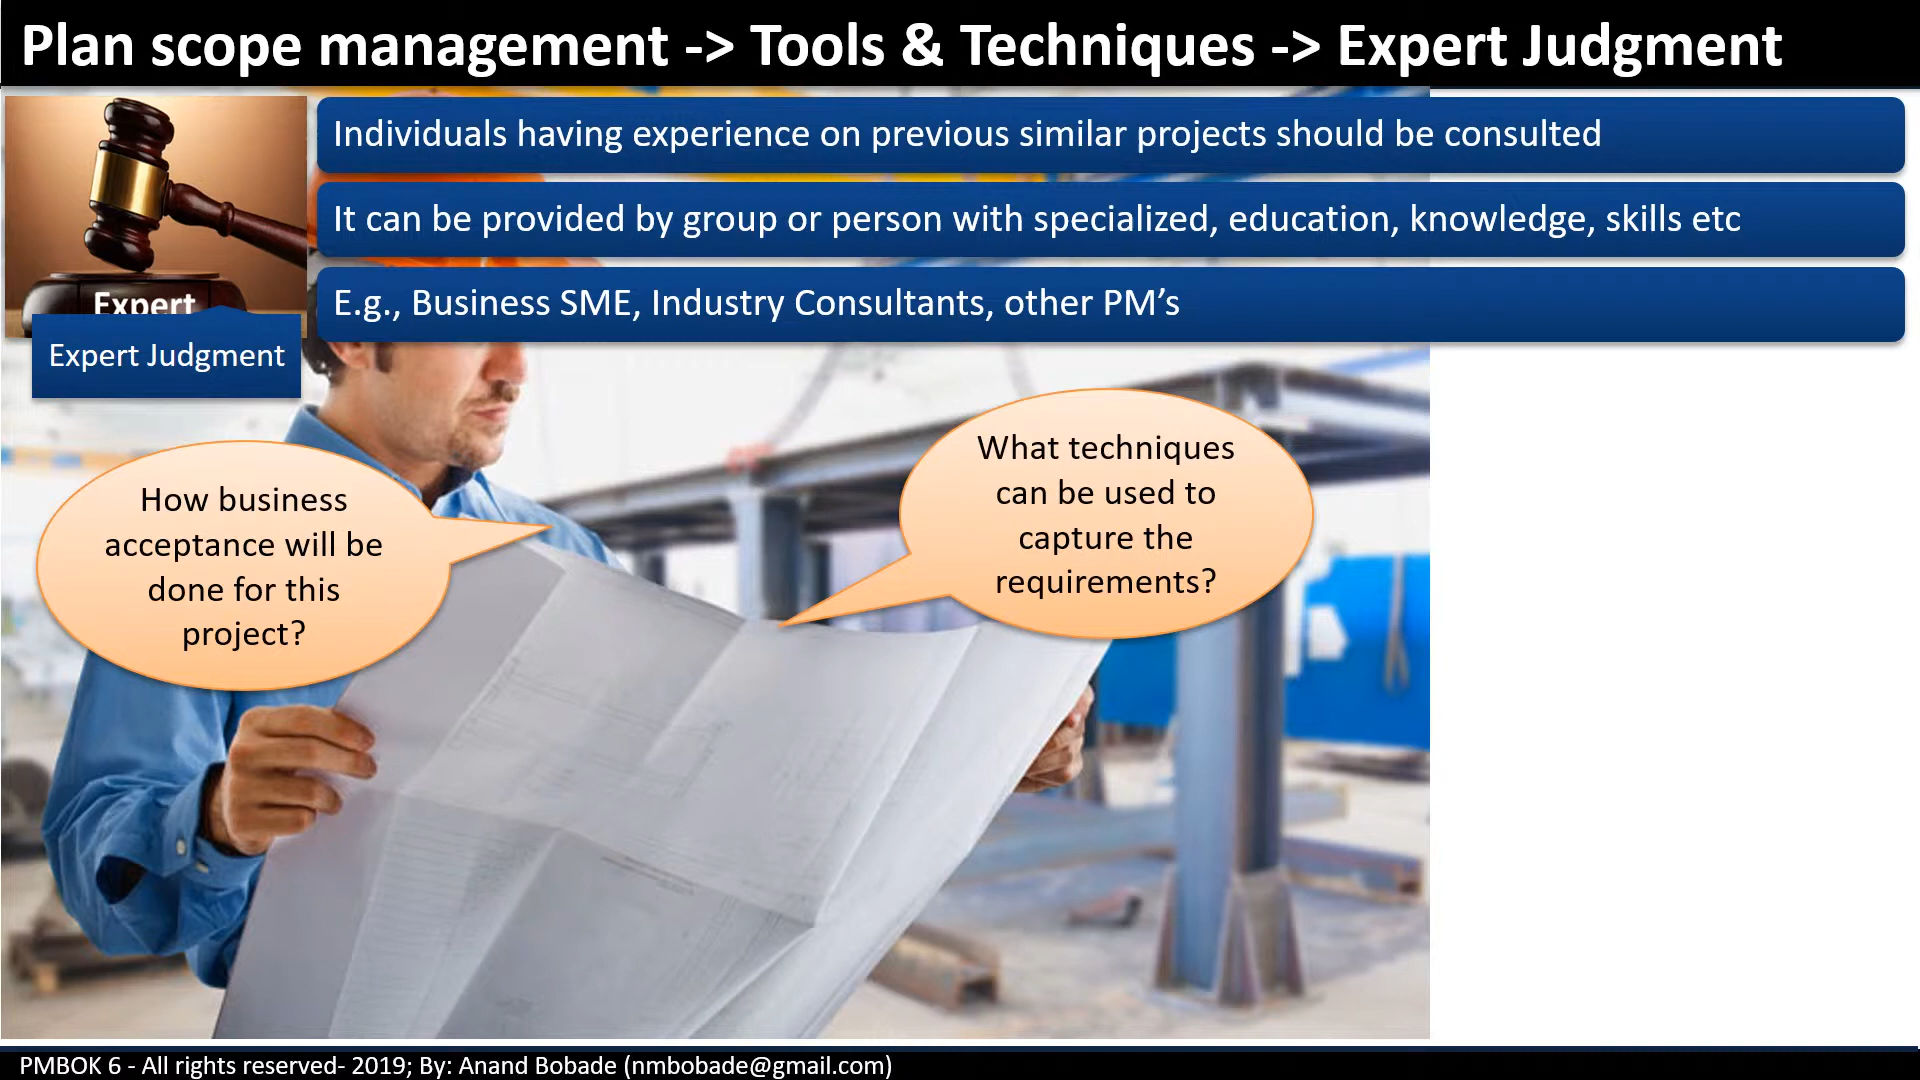 Plan scope management -> Tools & Techniques -> Expert Judgment
Individuals having experience on previous similar projects should be consulted
It can be provided by group or person with specialized, education, knowledge, skills etc
E.g., Business SME, Industry Consultants, other PM’s
Expert
Expert Judgment
How business
acceptance will be
done for this
project?
What techniques
can be used to
capture the
requirements?
PMBOK 6 - All rights reserved- 2019; By: Anand Bobade (nmbobade@gmail.com)